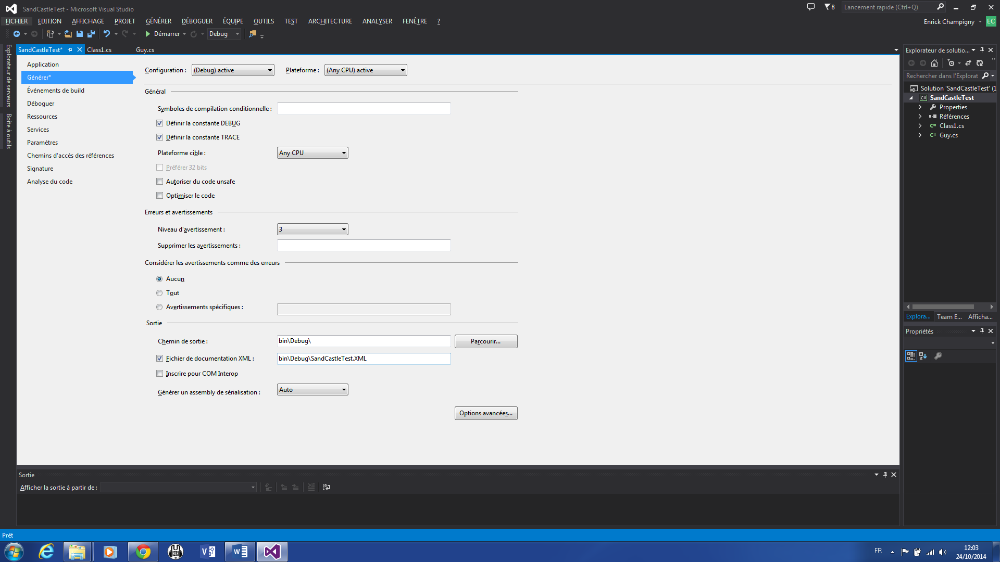 SandCastleTest - Microsoft Visual Studio
8
Lancement rapide (Ctrl+Q)
FICHIER EDITION AFFICHAGE PROJET GÉNÉRER DÉBOGUER ÉQUIPE OUTILS TEST ARCHITECTURE ANALYSER FENÊTRE ?
Enrick Champigny EC
Démarrer Debug
Explorateur de serveurs
Boîte à outils
SandCastleTest* Class1.cs Guy.cs
Application
Générer*
Événements de build
Déboguer
Ressources
Services
Paramètres
Chemins d'accès des références
Signature
Analyse du code
Configuration : (Debug) active Plateforme : (Any CPU) active
Général
Symboles de compilation conditionnelle :
Définir la constante DEBUG
Définir la constante TRACE
Plateforme cible : Any CPU
Préférer 32 bits
Autoriser du code unsafe
Optimiser le code
Erreurs et avertissements
Niveau d'avertissement : 3
Supprimer les avertissements :
Considérer les avertissements comme des erreurs
Aucun
Tout
Avertissements spécifiques :
Sortie
Chemin de sortie : bin\Debug\ Parcourir...
Fichier de documentation XML : bin\Debug\SandCastleTest.XML
Inscrire pour COM Interop
Générer un assembly de sérialisation : Auto
Options avancées...
Explorateur de solutio...
Rechercher dans l'Explorat
Solution 'SandCastleTest' (1
C# SandCastleTest
Properties
Références
C# Class1.cs
C# Guy.cs
Explora... Team E... Afficha...
Propriétés
Sortie
Afficher la sortie à partir de :
Prêt
FR
12:03
24/10/2014